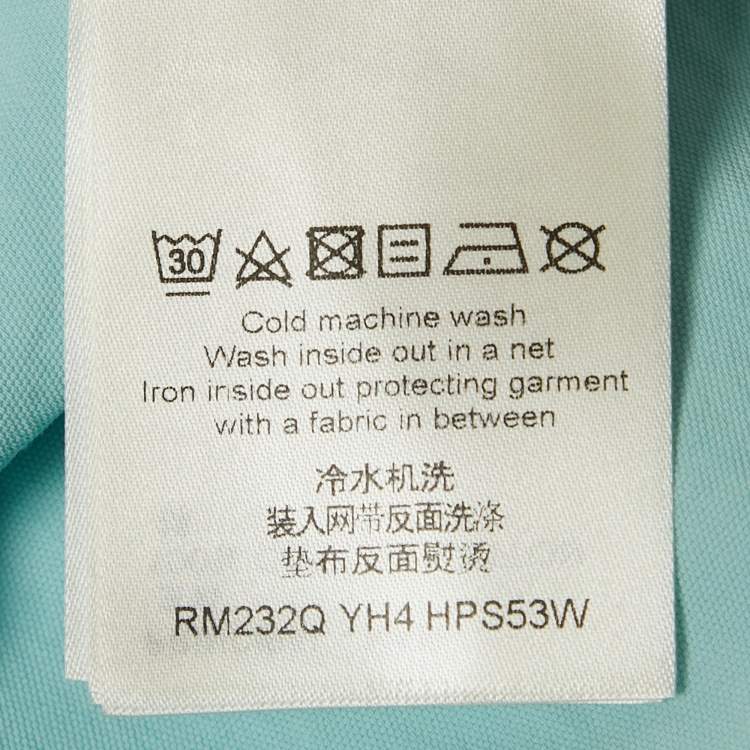 30
Cold machine wash
Wash inside out in a net
Iron inside out protecting garment
with a fabric in between
冷水机洗
装入网带反面洗涤
垫布反面熨烫
RM232Q YH4 HPS53W